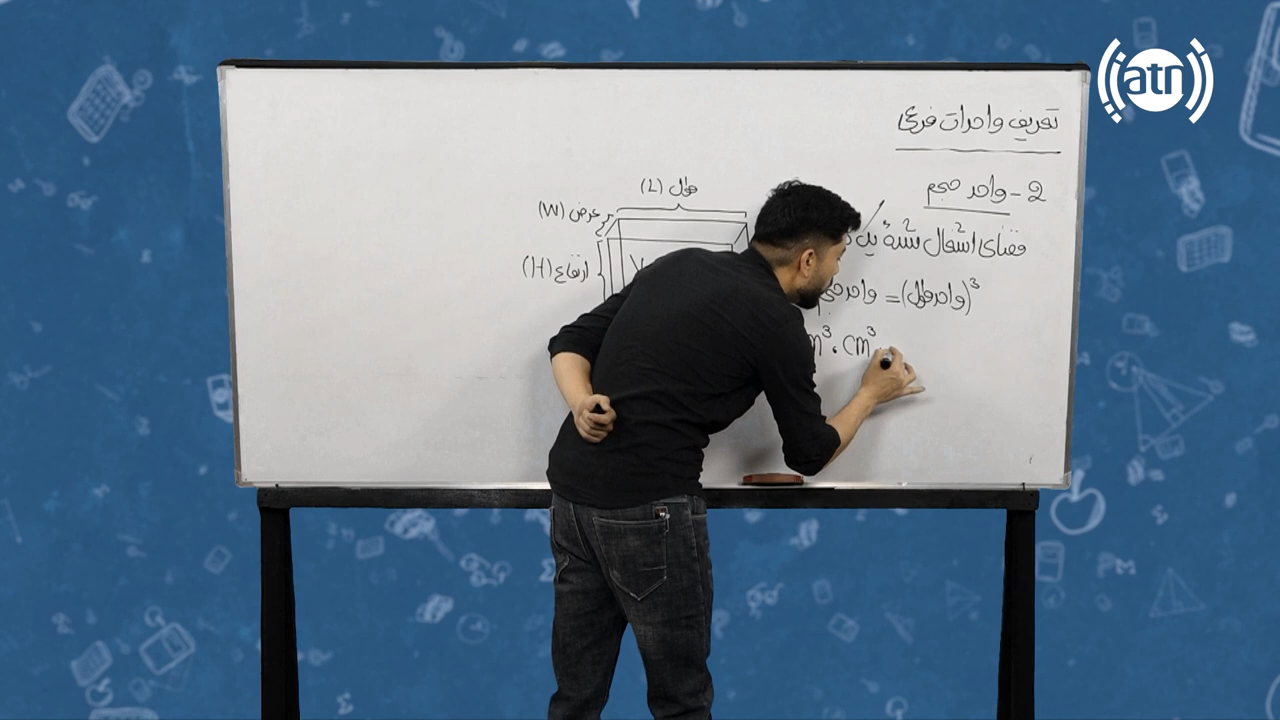 atn
تعریف واحدات فرعی
2 - واحد حجم
فضای اشغال شده یک
(واحد طول)³ = واحد
m³ . cm³
طول (L)
عرض (W)
ارتفاع (H)
V